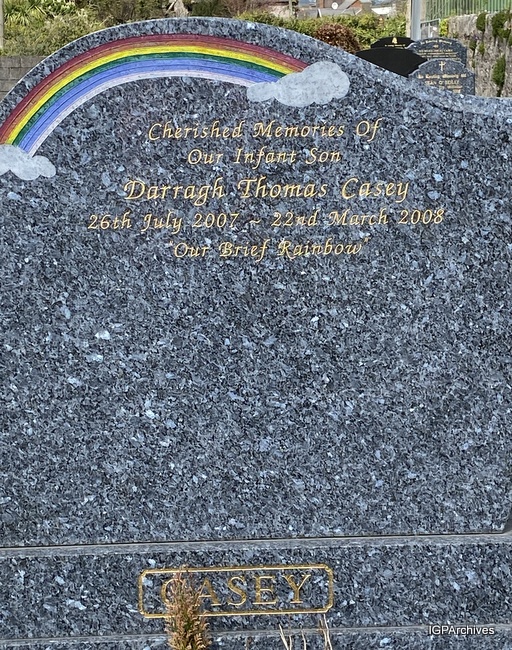 Cherished Memories Of
Our Infant Son
Darragh Thomas Casey
26th July 2007 ~ 22nd March 2008
"Our Brief Rainbow"
CASEY
IGPArchives